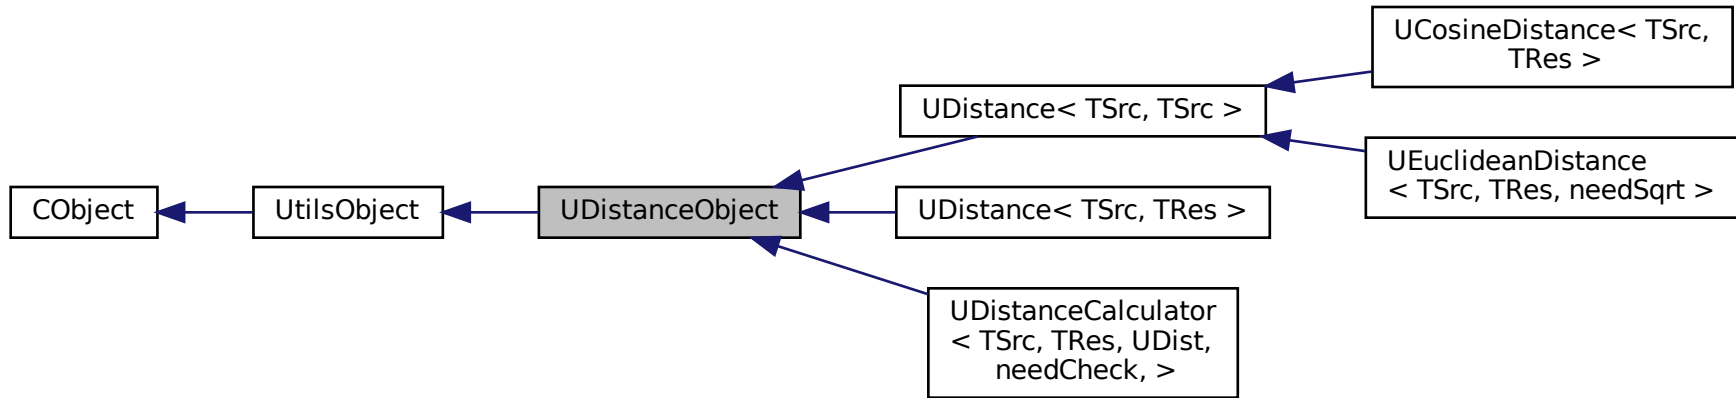 UCosineDistance< TSrc,
TRes >
UDistance< TSrc, TSrc >
UEuclideanDistance
< TSrc, TRes, needSqrt >
CObject
UtilsObject
UDistanceObject
UDistance< TSrc, TRes >
UDistanceCalculator
< TSrc, TRes, UDist,
needCheck, >